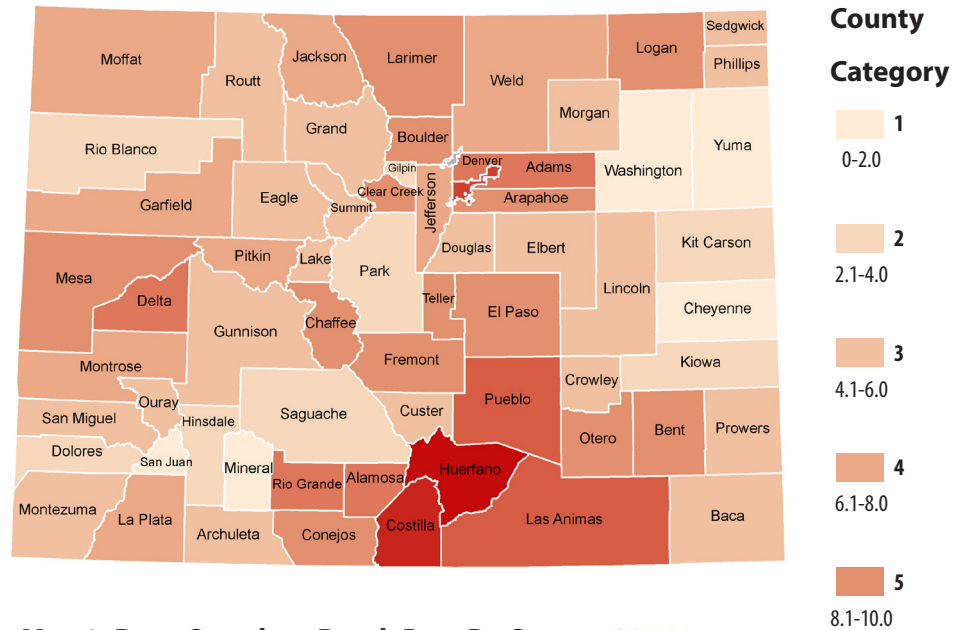 County
Category
1
0-2.0
2
2.1-4.0
3
4.1-6.0
4
6.1-8.0
5
8.1-10.0
Moffat
Routt
Jackson
Larimer
Weld
Logan
Sedgwick
Phillips
Morgan
Rio Blanco
Grand
Boulder
Gilpin
Denver
Adams
Washington
Yuma
Garfield
Eagle
Summit
Clear Creek
Jefferson
Arapahoe
Mesa
Pitkin
Lake
Park
Douglas
Elbert
Lincoln
Kit Carson
Delta
Gunnison
Chaffee
Teller
El Paso
Cheyenne
Montrose
Fremont
Kiowa
Ouray
Crowley
Pueblo
San Miguel
Hinsdale
Saguache
Custer
Otero
Bent
Prowers
Dolores
San Juan
Mineral
Rio Grande
Alamosa
Huerfano
Montezuma
La Plata
Archuleta
Conejos
Costilla
Las Animas
Baca